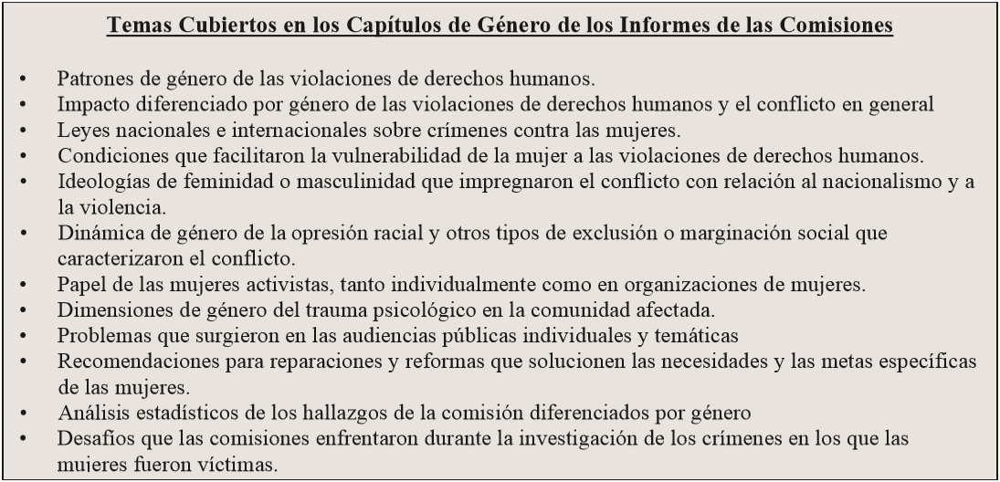 Temas Cubiertos en los Capítulos de Género de los Informes de las Comisiones
• Patrones de género de las violaciones de derechos humanos.
• Impacto diferenciado por género de las violaciones de derechos humanos y el conflicto en general
• Leyes nacionales e internacionales sobre crímenes contra las mujeres.
• Condiciones que facilitaron la vulnerabilidad de la mujer a las violaciones de derechos humanos.
• Ideologías de feminidad o masculinidad que impregnaron el conflicto con relación al nacionalismo y a
la violencia.
• Dinámica de género de la opresión racial y otros tipos de exclusión o marginación social que
caracterizaron el conflicto.
• Papel de las mujeres activistas, tanto individualmente como en organizaciones de mujeres.
• Dimensiones de género del trauma psicológico en la comunidad afectada.
• Problemas que surgieron en las audiencias públicas individuales y temáticas
• Recomendaciones para reparaciones y reformas que solucionen las necesidades y las metas específicas
de las mujeres.
• Análisis estadísticos de los hallazgos de la comisión diferenciados por género
• Desafíos que las comisiones enfrentaron durante la investigación de los crímenes en los que las
mujeres fueron víctimas.